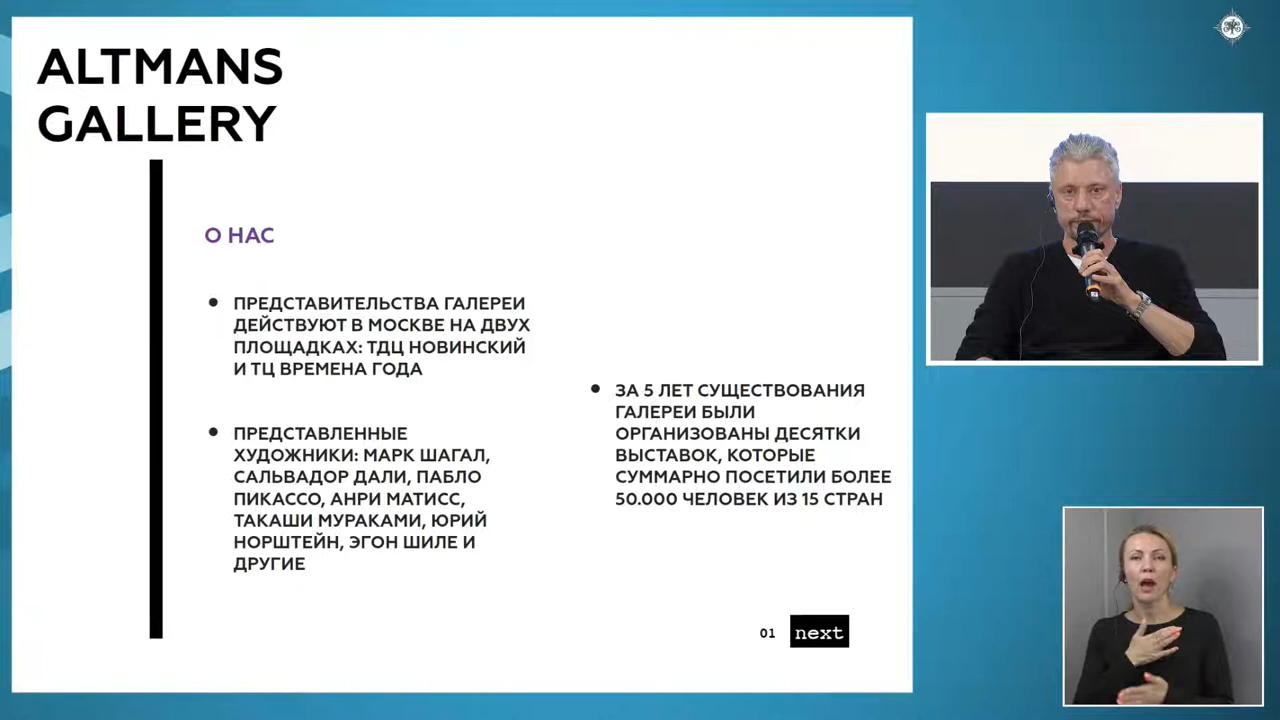 ALTMANS
GALLERY
О НАС
• ПРЕДСТАВИТЕЛЬСТВА ГАЛЕРЕИ
ДЕЙСТВУЮТ В МОСКВЕ НА ДВУХ
ПЛОЩАДКАХ: ТДЦ НОВИНСКИЙ
И ТЦ ВРЕМЕНА ГОДА
• ПРЕДСТАВЛЕННЫЕ
ХУДОЖНИКИ: МАРК ШАГАЛ,
САЛЬВАДОР ДАЛИ, ПАБЛО
ПИКАССО, АНРИ МАТИСС,
ТАКАШИ МУРАКАМИ, ЮРИЙ
НОРШТЕЙН, ЭГОН ШИЛЕ И
ДРУГИЕ
• ЗА 5 ЛЕТ СУЩЕСТВОВАНИЯ
ГАЛЕРЕИ БЫЛИ
ОРГАНИЗОВАНЫ ДЕСЯТКИ
ВЫСТАВОК, КОТОРЫЕ
СУММАРНО ПОСЕТИЛИ БОЛЕЕ
50.000 ЧЕЛОВЕК ИЗ 15 СТРАН
01 next